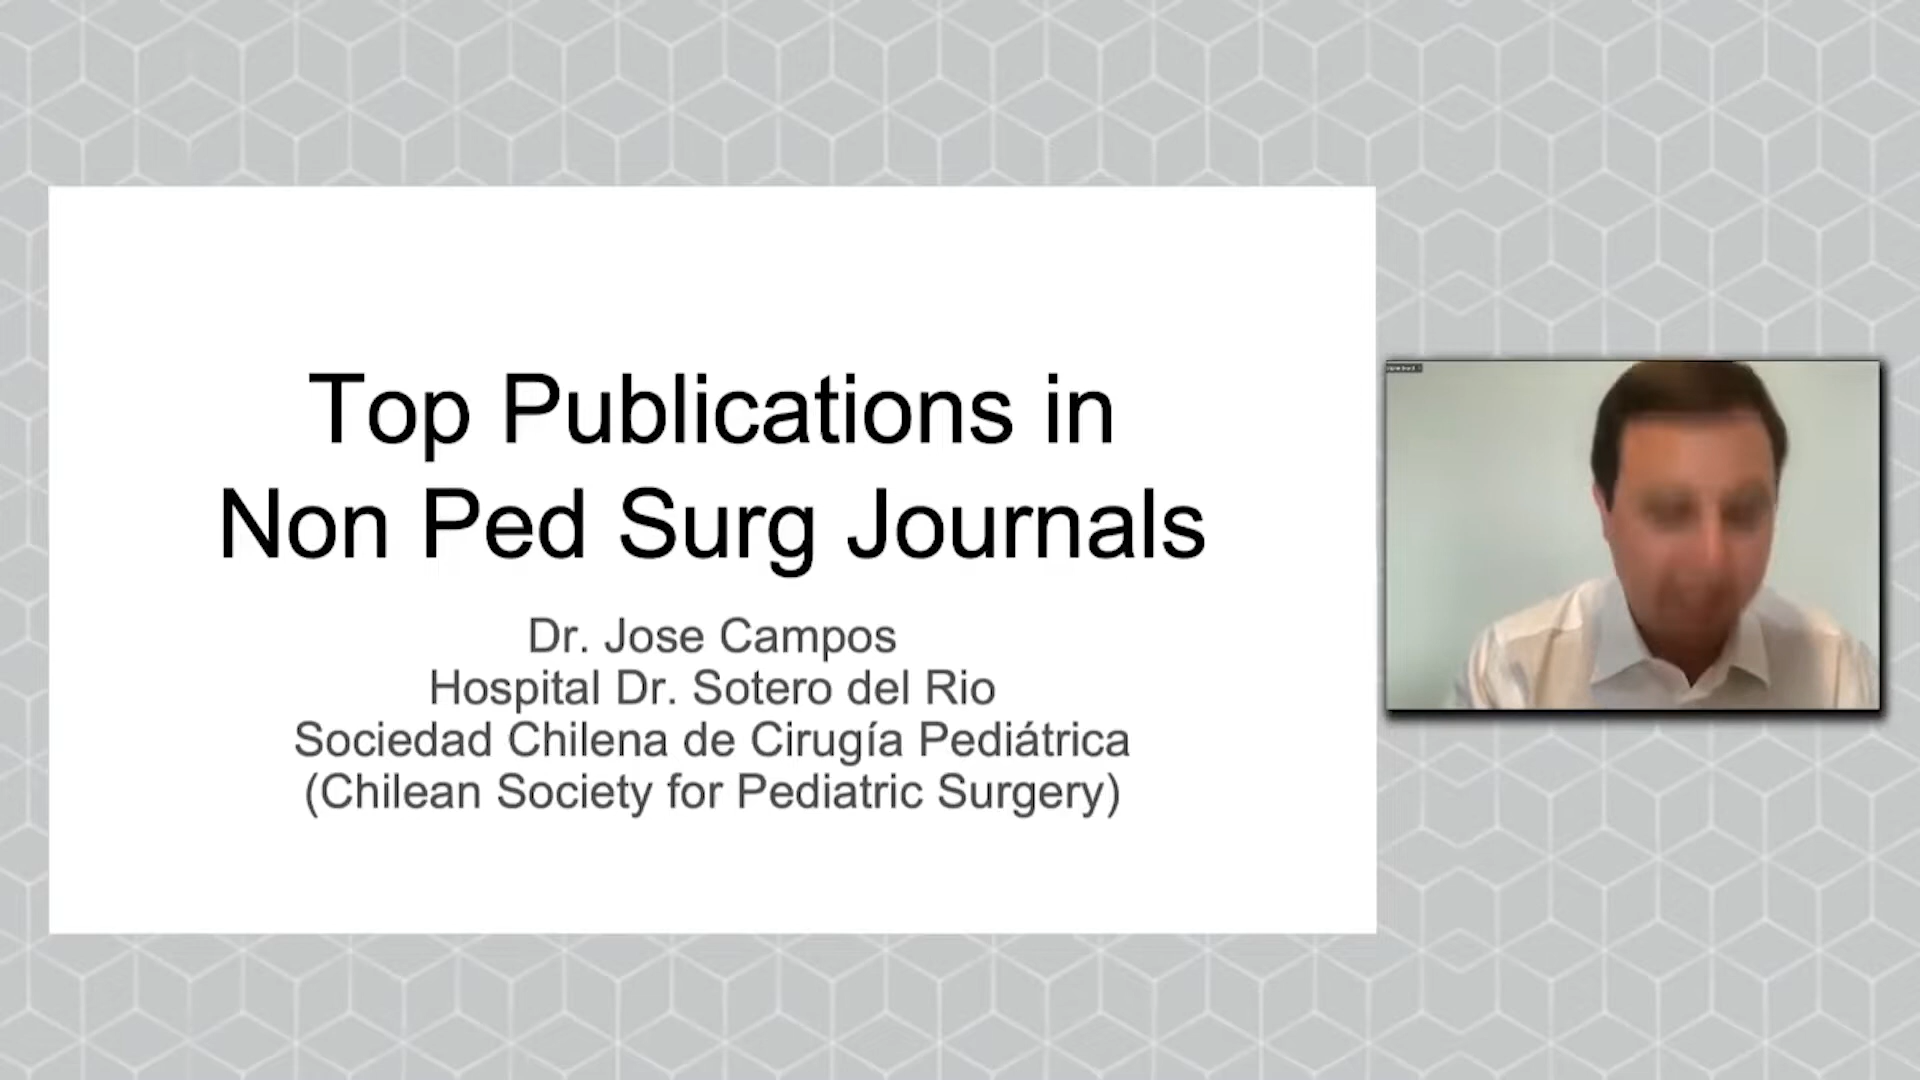 Top Publications in
Non Ped Surg Journals
Dr. Jose Campos
Hospital Dr. Sotero del Rio
Sociedad Chilena de Cirugía Pediátrica
(Chilean Society for Pediatric Surgery)